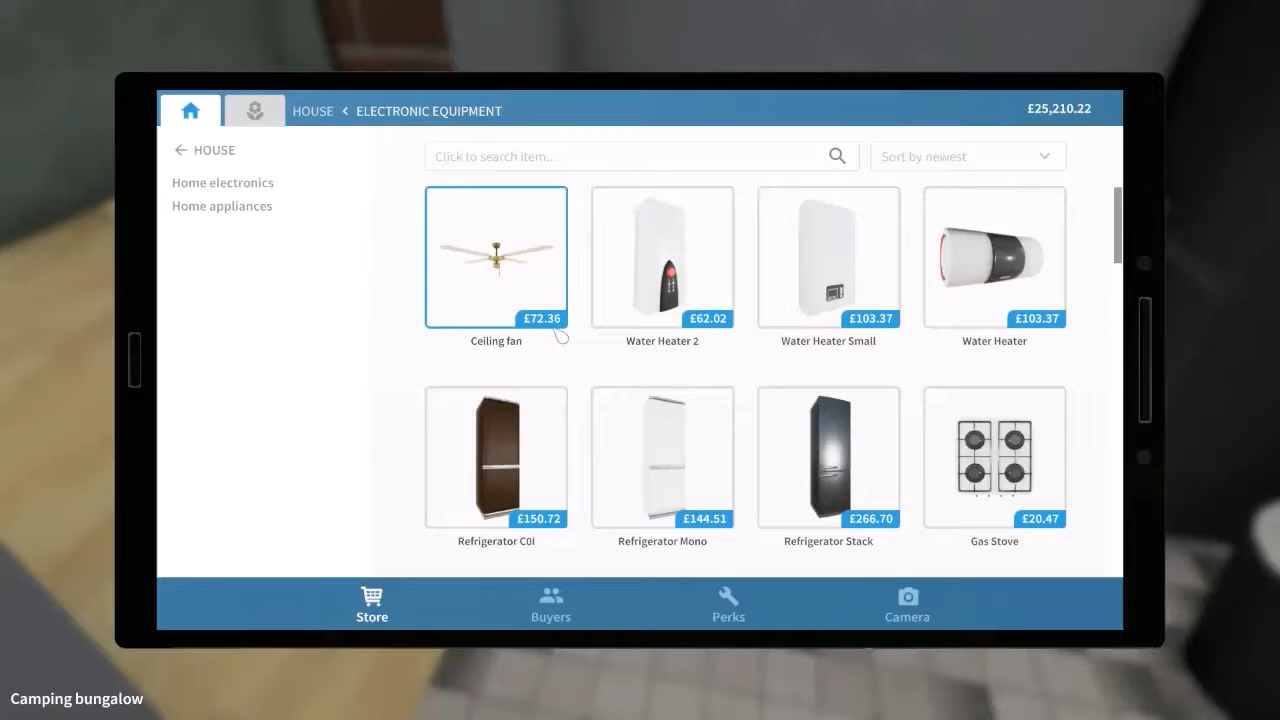 HOUSE < ELECTRONIC EQUIPMENT
£25,210.22
HOUSE
Home electronics
Home appliances
Click to search item...
Sort by newest
£72.36
£62.02
£103.37
£103.37
Ceiling fan
Water Heater 2
Water Heater Small
Water Heater
£150.72
£144.51
£266.70
£20.47
Refrigerator C0I
Refrigerator Mono
Refrigerator Stack
Gas Stove
Store
Buyers
Perks
Camera
Camping bungalow